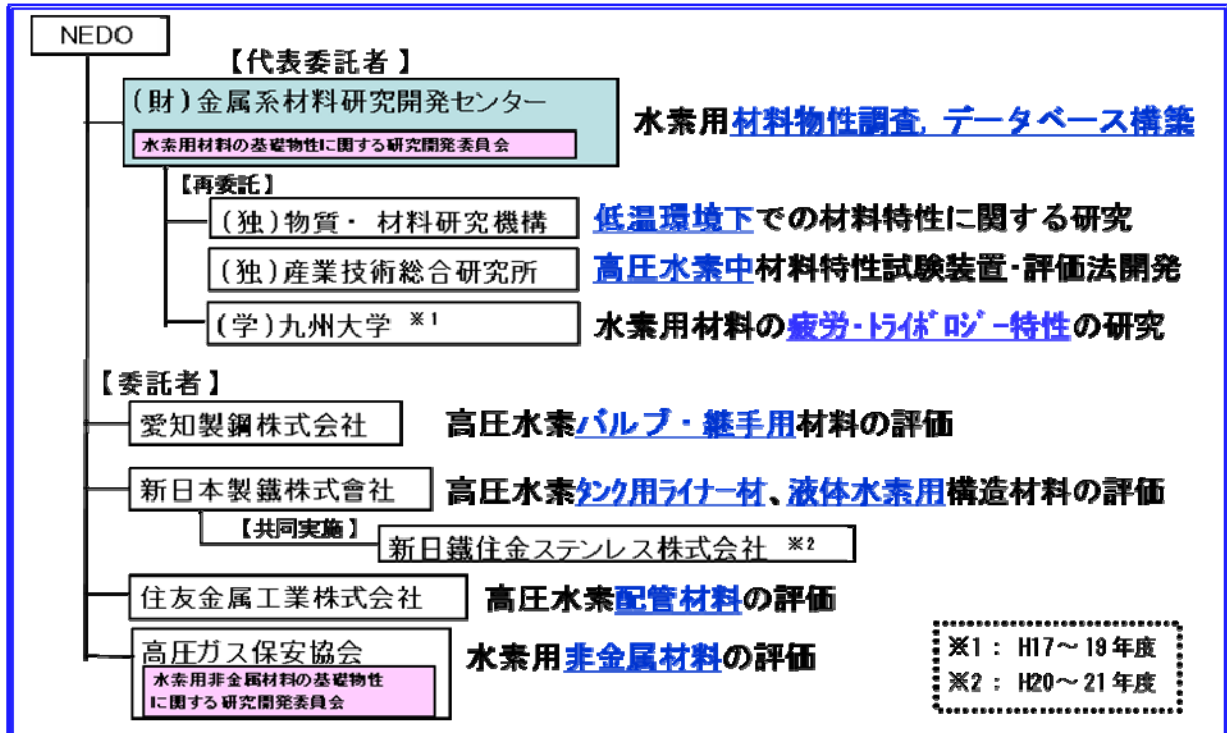 NEDO
【代表委託者】
(財)金属系材料研究開発センター
水素用材料の基礎物性に関する研究開発委員会
水素用材料物性調査, データベース構築
【再委託】
(独)物質・ 材料研究機構
低温環境下での材料特性に関する研究
(独)産業技術総合研究所
高圧水素中材料特性試験装置・評価法開発
(学)九州大学 ※1
水素用材料の疲労・ﾄﾗｲﾎﾞﾛｼﾞｰ特性の研究
【委託者】
愛知製鋼株式会社
高圧水素バルブ・継手用材料の評価
新日本製鐵株式會社
高圧水素ﾀﾝｸ用ﾗｲﾅｰ材、液体水素用構造材料の評価
【共同実施】
新日鐵住金ステンレス株式会社 ※2
住友金属工業株式会社
高圧水素配管材料の評価
高圧ガス保安協会
水素用非金属材料の基礎物性
に関する研究開発委員会
水素用非金属材料の評価
※1： H17～19年度
※2： H20～21年度